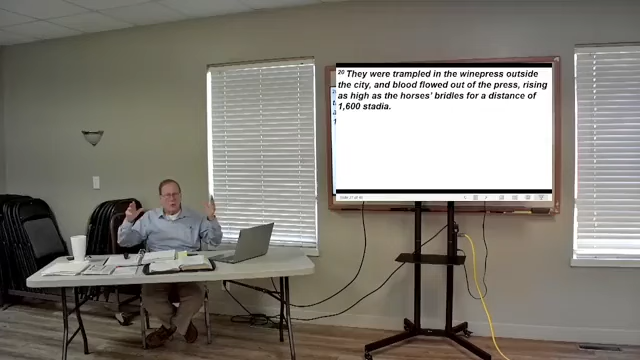 20 They were trampled in the winepress outside
the city, and blood flowed out of the press, rising
as high as the horses' bridles for a distance of
1,600 stadia.